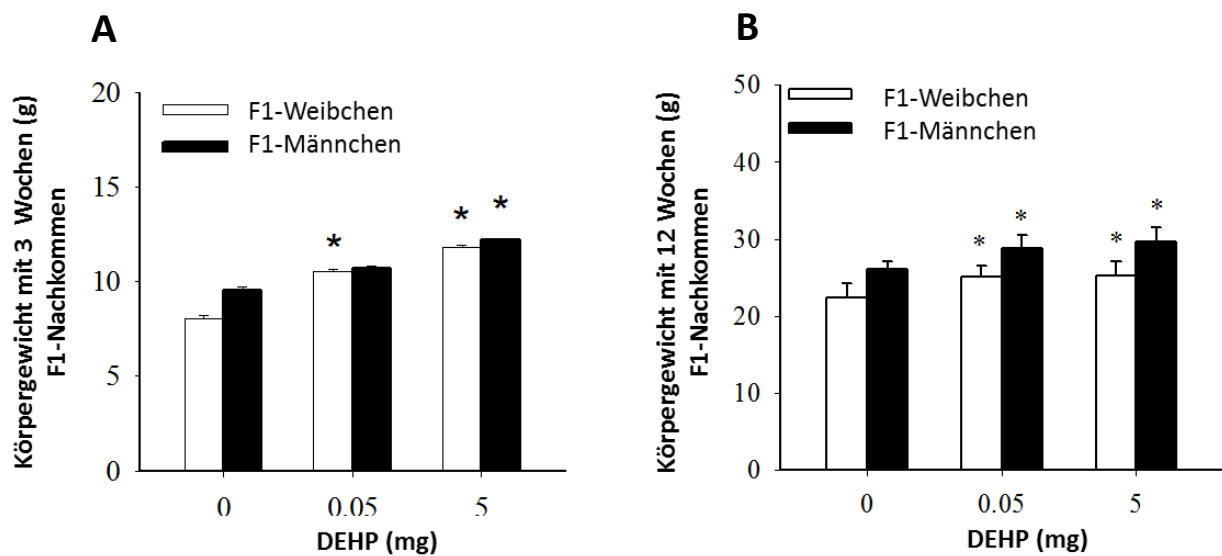 A
Körpergewicht mit 3 Wochen (g)
F1-Nachkommen
20
15
10
5
0
F1-Weibchen
F1-Männchen
*
* *
0 0.05 5
DEHP (mg)
B
Körpergewicht mit 12 Wochen (g)
F1-Nachkommen
50
40
30
20
10
0
F1-Weibchen
F1-Männchen
* *
* *
0 0.05 5
DEHP (mg)